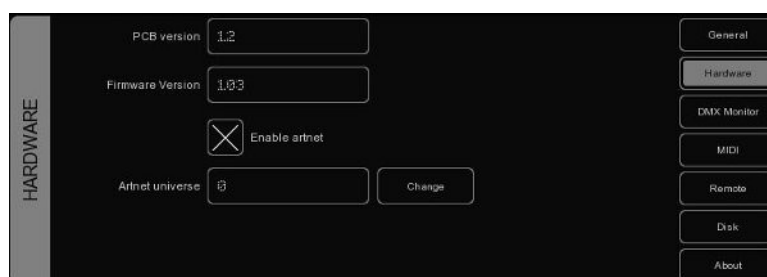 HARDWARE
PCB version 1.2
Firmware Version 1.03
Enable artnet
Artnet universe 0 Change
General
Hardware
DMX Monitor
MIDI
Remote
Disk
About